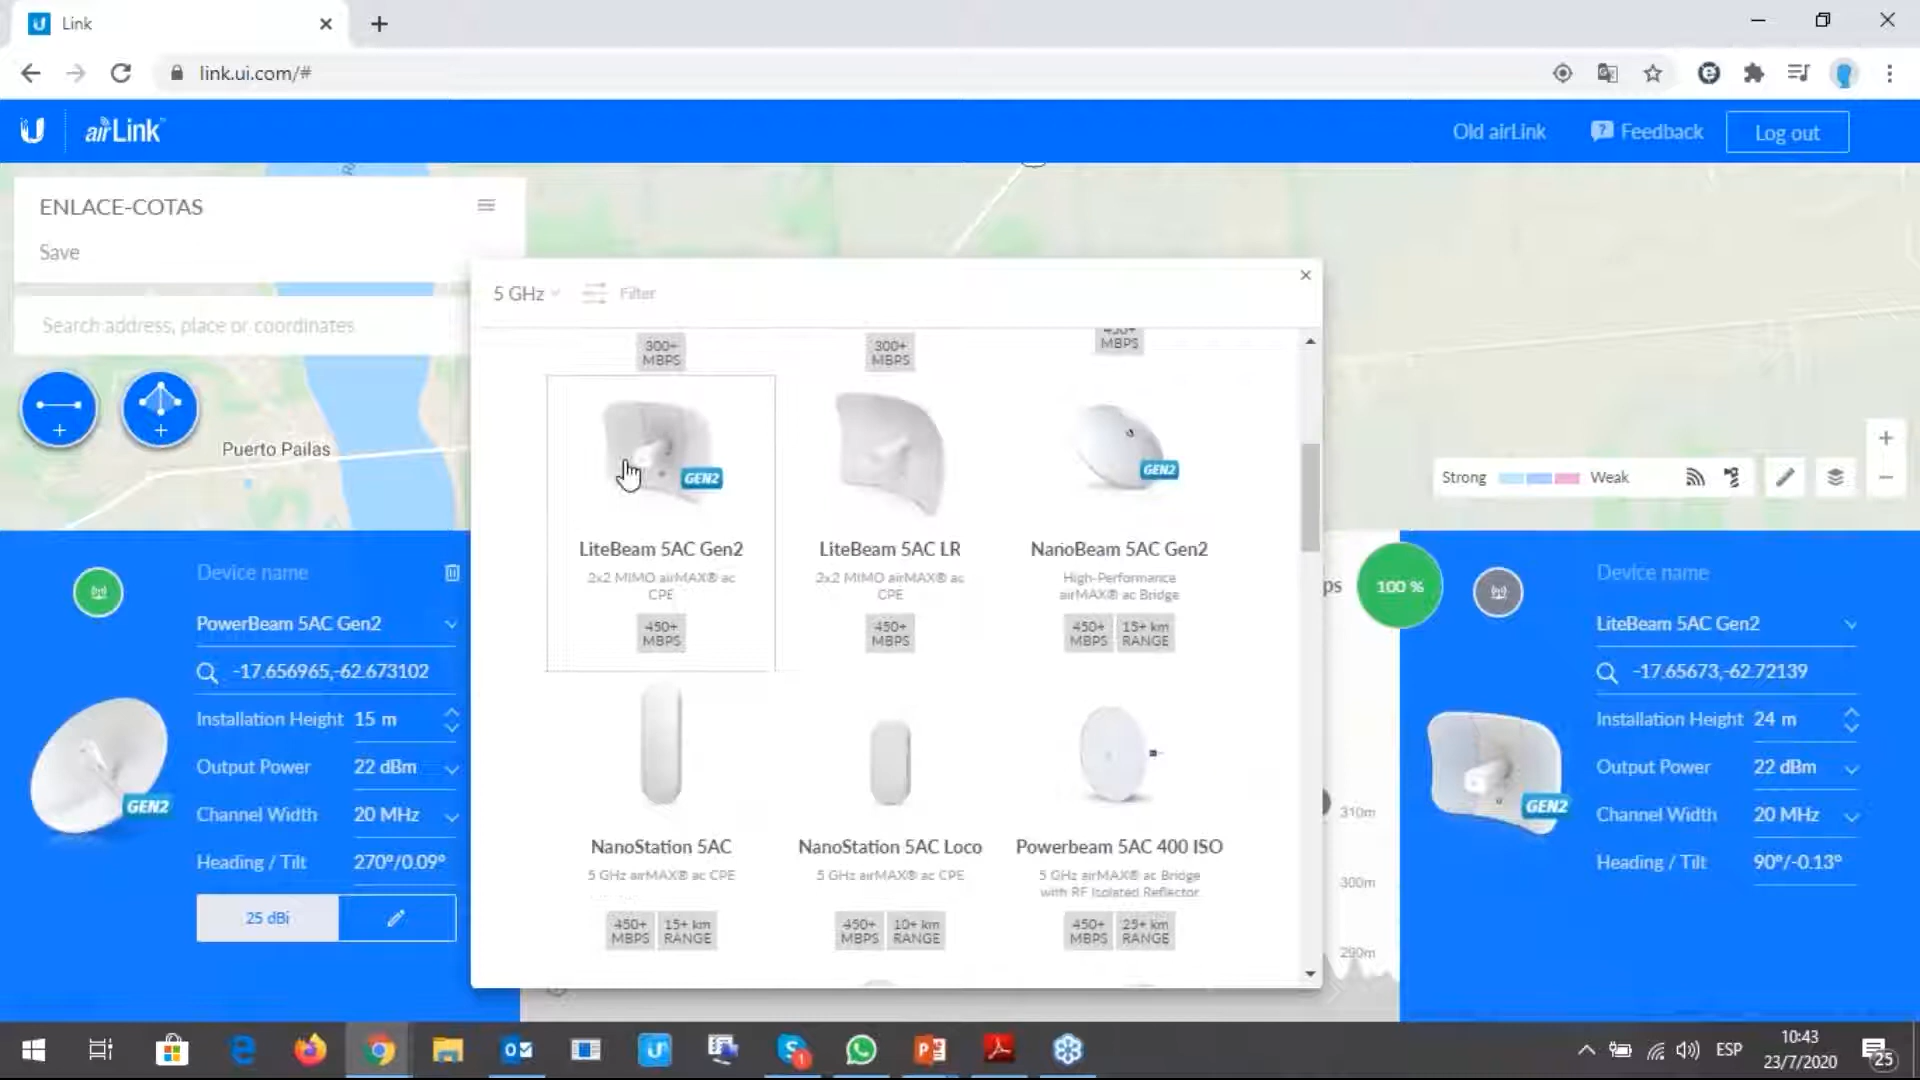 Link
link.ui.com/#
airLink
Old airLink
Feedback
Log out
ENLACE-COTAS
Save
Search address, place or coordinates
Puerto Pailas
5 GHz
Filter
300+
MBPS
300+
MBPS
450+
MBPS
GEN2
LiteBeam 5AC Gen2
2x2 MIMO airMAX® ac
CPE
450+
MBPS
LiteBeam 5AC LR
2x2 MIMO airMAX® ac
CPE
450+
MBPS
GEN2
NanoBeam 5AC Gen2
High-Performance
airMAX® ac Bridge
450+
MBPS
15+ km
RANGE
NanoStation 5AC
5 GHz airMAX® ac CPE
450+
MBPS
15+ km
RANGE
NanoStation 5AC Loco
5 GHz airMAX® ac CPE
450+
MBPS
10+ km
RANGE
Powerbeam 5AC 400 ISO
5 GHz airMAX® ac Bridge
with RF Isolated Reflector
450+
MBPS
25+ km
RANGE
Strong
Weak
Device name
PowerBeam 5AC Gen2
-17.656965,-62.673102
Installation Height 15 m
Output Power 22 dBm
GEN2
Channel Width 20 MHz
Heading / Tilt 270º/0.09º
25 dBi
ps
100 %
310m
300m
290m
Device name
LiteBeam 5AC Gen2
-17.65673,-62.72139
Installation Height 24 m
Output Power 22 dBm
GEN2
Channel Width 20 MHz
Heading / Tilt 90º/-0.13º
ESP
10:43
23/7/2020
25